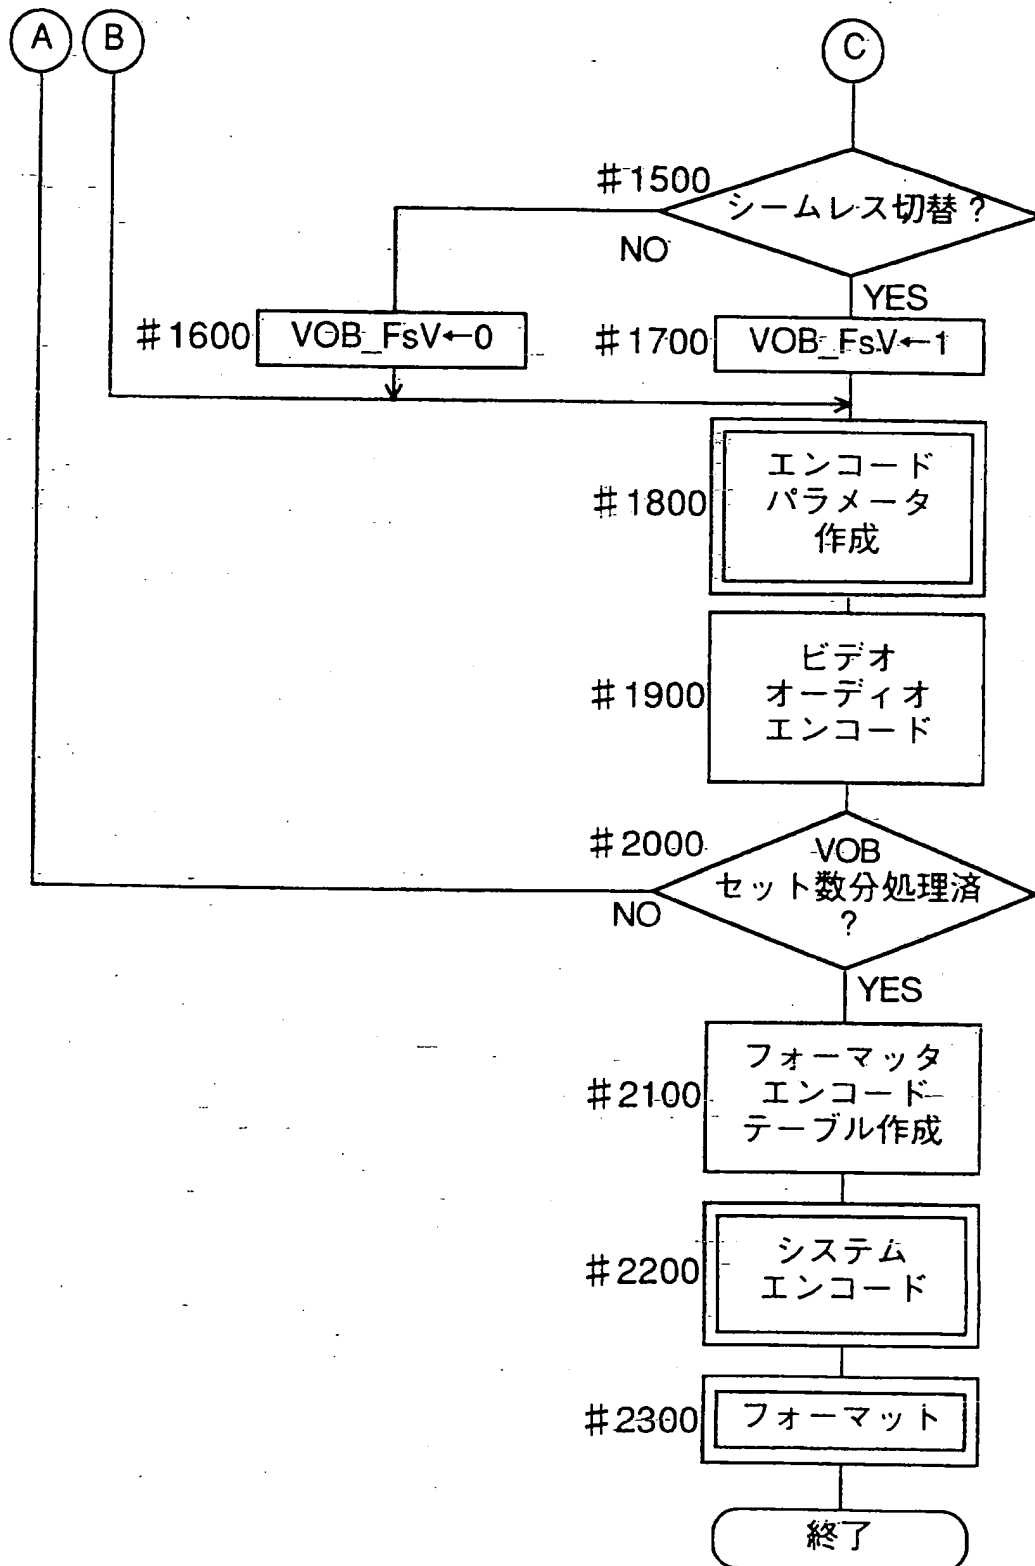 A
B
C
#1500
シームレス切替?
NO
YES
#1600
VOB_FsV←0
#1700
VOB_FsV←1
#1800
エンコード
パラメータ
作成
#1900
ビデオ
オーディオ
エンコード
#2000
VOB
セット数分処理済
?
NO
YES
#2100
フォーマッタ
エンコード
テーブル作成
#2200
システム
エンコード
#2300
フォーマット
終了